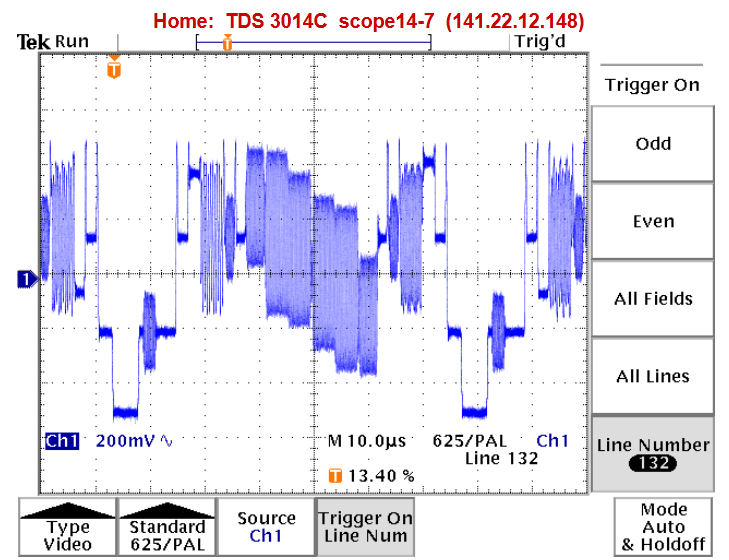 Home: TDS 3014C scope14-7 (141.22.12.148)
Tek Run
Trig'd
T
T
Trigger On
Odd
Even
1
All Fields
All Lines
Ch1 200mV
M 10.0µs 625/PAL Ch1
Line 132
T 13.40 %
Line Number
132
Type
Video
Standard
625/PAL
Source
Ch1
Trigger On
Line Num
Mode
Auto
& Holdoff